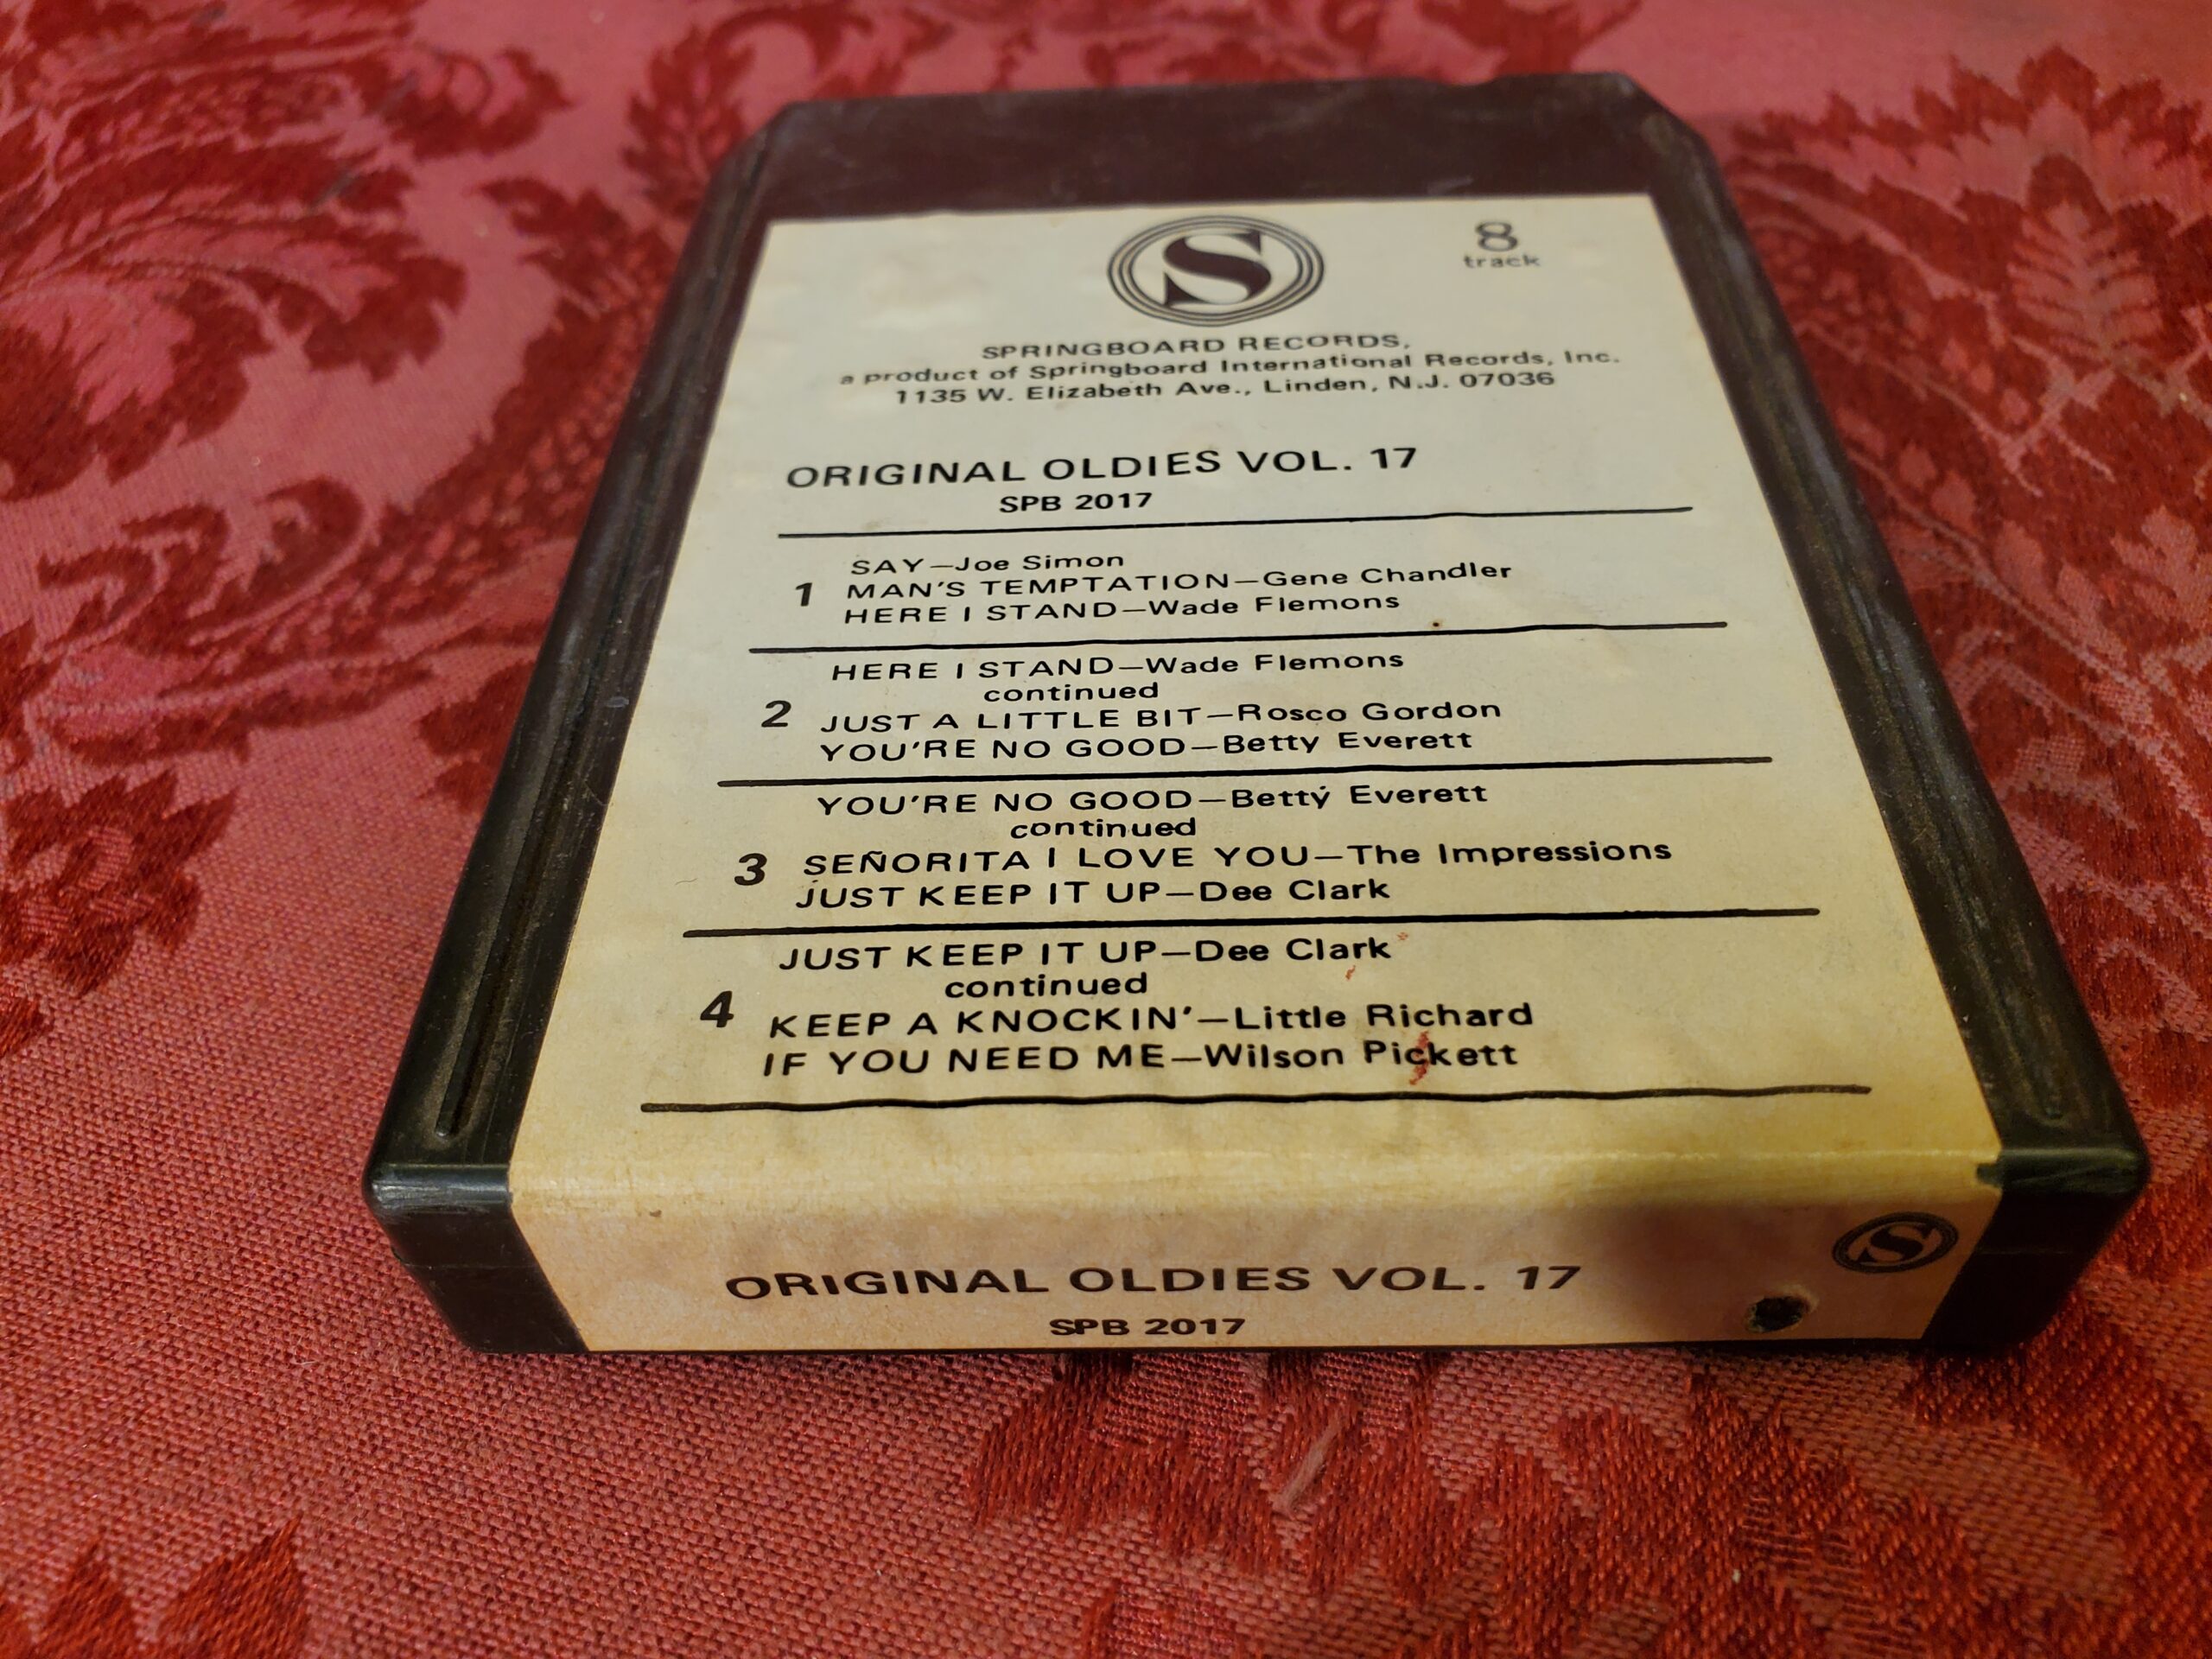 S
8
track
SPRINGBOARD RECORDS,
a product of Springboard International Records, Inc.
1135 W. Elizabeth Ave., Linden, N.J. 07036
ORIGINAL OLDIES VOL. 17
SPB 2017
1
SAY—Joe Simon
MAN'S TEMPTATION—Gene Chandler
HERE I STAND—Wade Flemons
2
HERE I STAND—Wade Flemons
continued
JUST A LITTLE BIT—Rosco Gordon
YOU'RE NO GOOD—Betty Everett
3
YOU'RE NO GOOD—Betty Everett
continued
SEÑORITA I LOVE YOU—The Impressions
JUST KEEP IT UP—Dee Clark
4
JUST KEEP IT UP—Dee Clark
continued
KEEP A KNOCKIN'—Little Richard
IF YOU NEED ME—Wilson Pickett
S
ORIGINAL OLDIES VOL. 17
SPB 2017